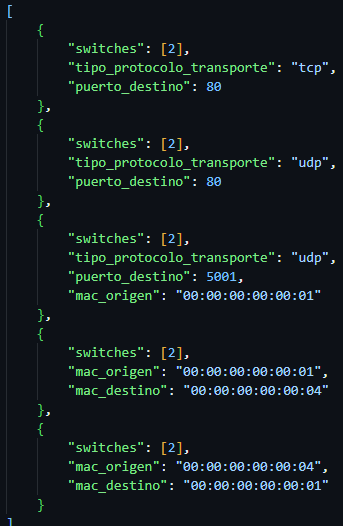 [
{
"switches": [2],
"tipo_protocolo_transporte": "tcp",
"puerto_destino": 80
},
{
"switches": [2],
"tipo_protocolo_transporte": "udp",
"puerto_destino": 80
},
{
"switches": [2],
"tipo_protocolo_transporte": "udp",
"puerto_destino": 5001,
"mac_origen": "00:00:00:00:00:01"
},
{
"switches": [2],
"mac_origen": "00:00:00:00:00:01",
"mac_destino": "00:00:00:00:00:04"
},
{
"switches": [2],
"mac_origen": "00:00:00:00:00:04",
"mac_destino": "00:00:00:00:00:01"
}
]